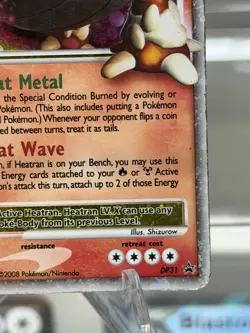 at Metal
the Special Condition Burned by evolving or
Pokémon. (This also includes putting a Pokémon
.) Whenever your opponent flips a coin
ed between turns, treat it as tails.
at Wave
n, if Heatran is on your Bench, you may use this
Energy cards attached to your or Active
's attack this turn, attach up to 2 of those Energy
Active Heatran. Heatran LV.X can use any
Poké-Body from its previous Level.
Illus. Shizurow
resistance retreat cost
©2008 Pokémon/Nintendo DP31